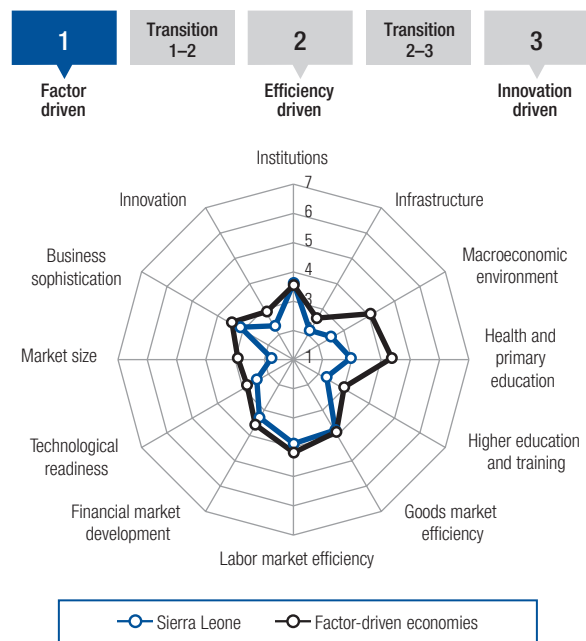 1
Transition
1–2
2
Transition
2–3
3
Factor
driven
Efficiency
driven
Innovation
driven
Institutions
7
6
5
4
3
1
Infrastructure
Macroeconomic
environment
Health and
primary
education
Higher education
and training
Goods market
efficiency
Labor market efficiency
Financial market
development
Technological
readiness
Market size
Business
sophistication
Innovation
Sierra Leone
Factor-driven economies